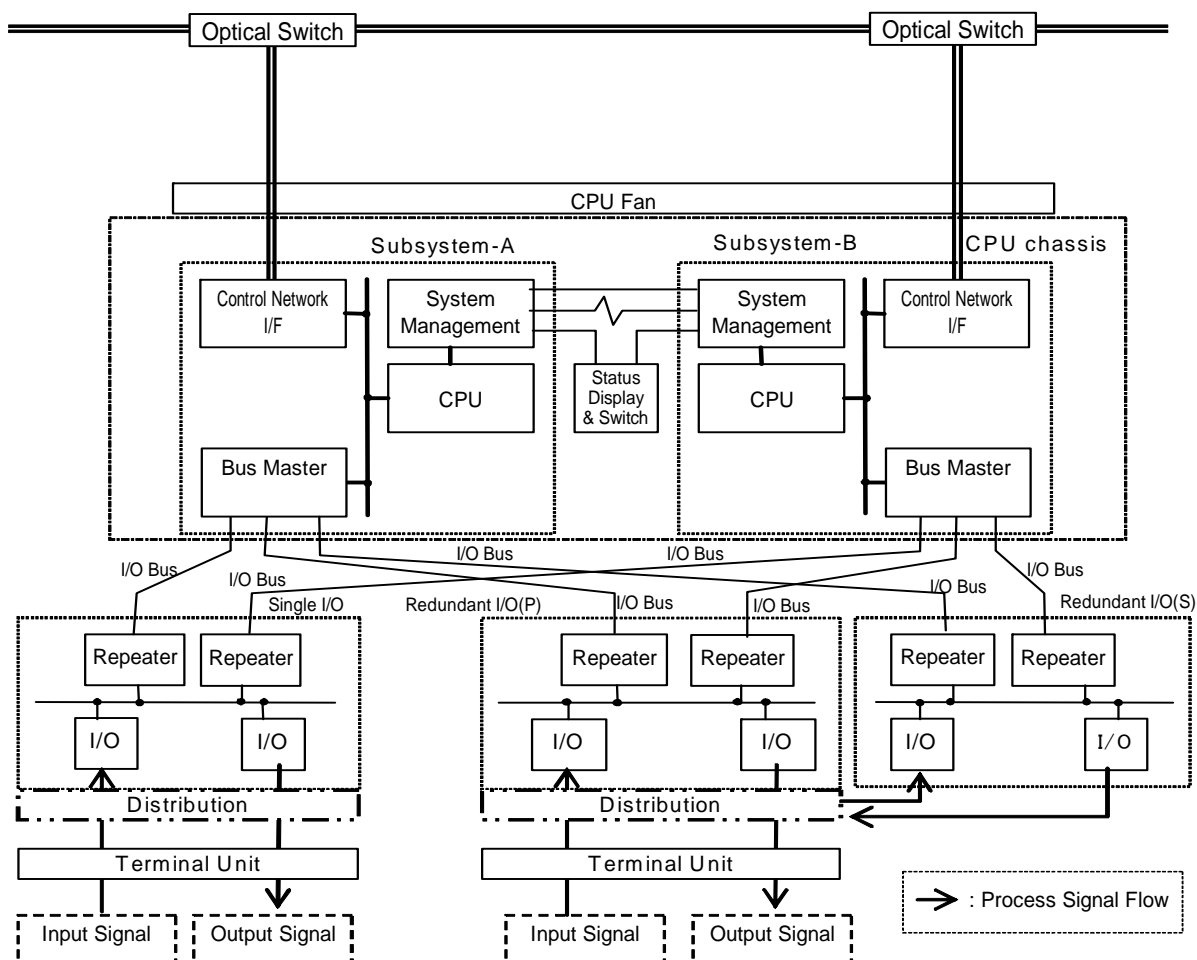 Optical Switch
Optical Switch
CPU Fan
Subsystem-A
Subsystem-B
CPU chassis
Control Network
I/F
System
Management
System
Management
Control Network
I/F
CPU
Status
Display
& Switch
CPU
Bus Master
Bus Master
I/O Bus
I/O Bus
I/O Bus
I/O Bus
I/O Bus
I/O Bus
I/O Bus
I/O Bus
Single I/O
Redundant I/O(P)
Redundant I/O(S)
Repeater
Repeater
Repeater
Repeater
Repeater
Repeater
I/O
I/O
I/O
I/O
I/O
I/O
Distribution
Distribution
Terminal Unit
Terminal Unit
Input Signal
Output Signal
Input Signal
Output Signal
: Process Signal Flow